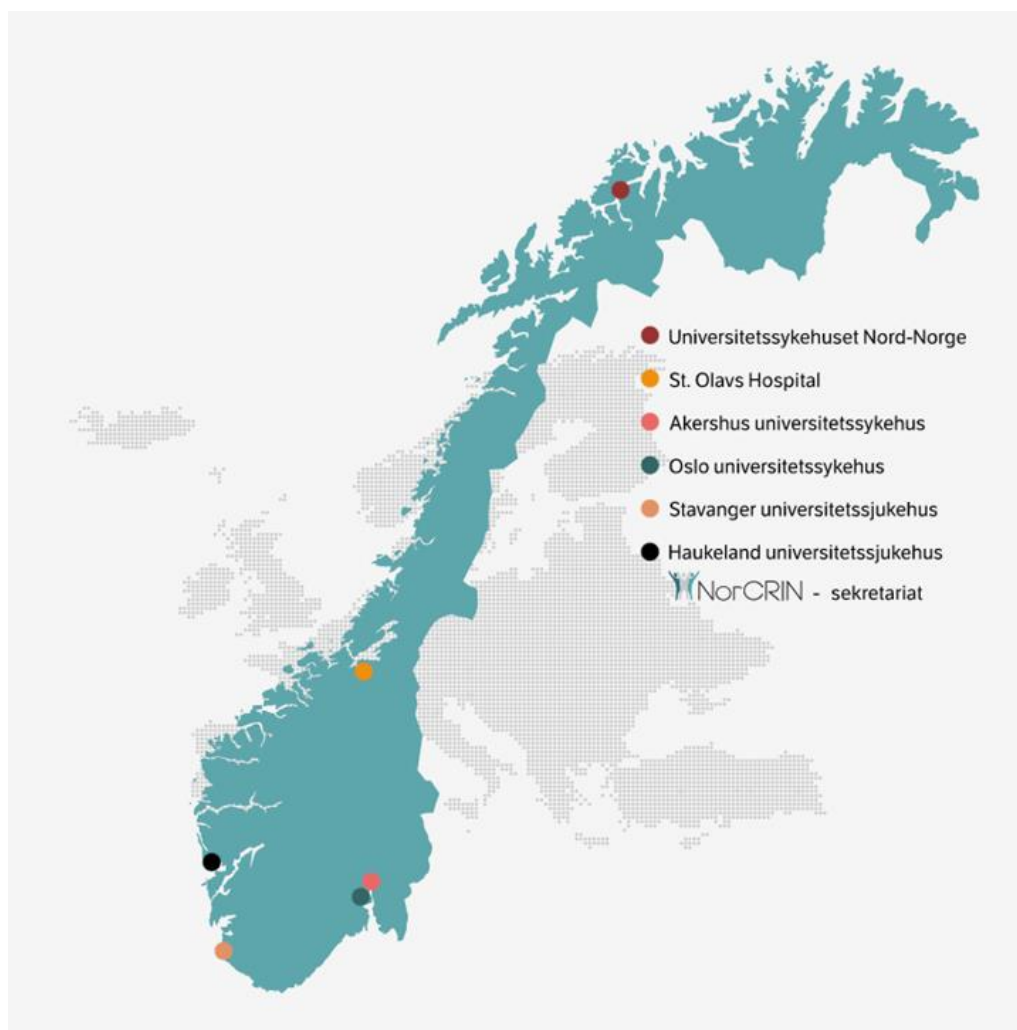 Universitetssykehuset Nord-Norge
St. Olavs Hospital
Akershus universitetssykehus
Oslo universitetssykehus
Stavanger universitetssjukehus
Haukeland universitetssjukehus
NorCRIN - sekretariat